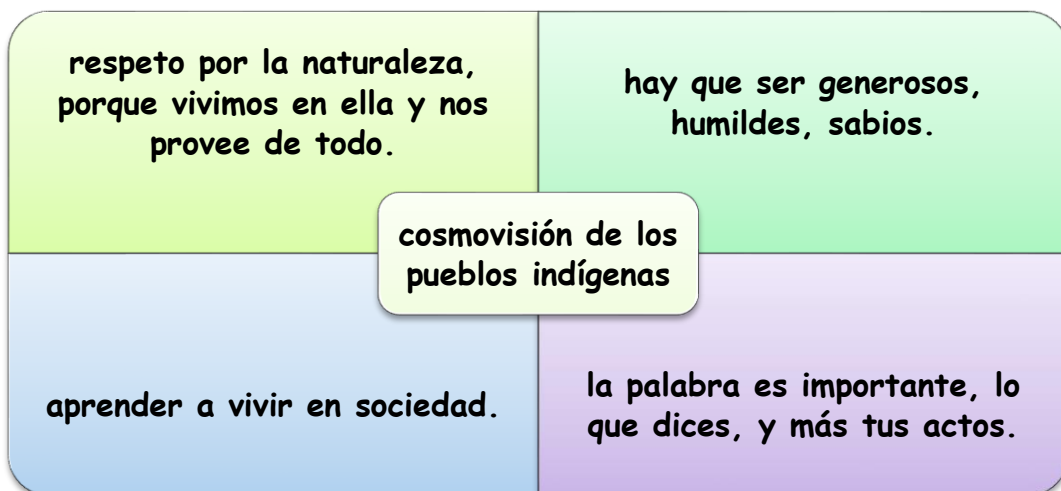 respeto por la naturaleza,
porque vivimos en ella y nos
provee de todo.
hay que ser generosos,
humildes, sabios.
cosmovisión de los
pueblos indígenas
aprender a vivir en sociedad.
la palabra es importante, lo
que dices, y más tus actos.